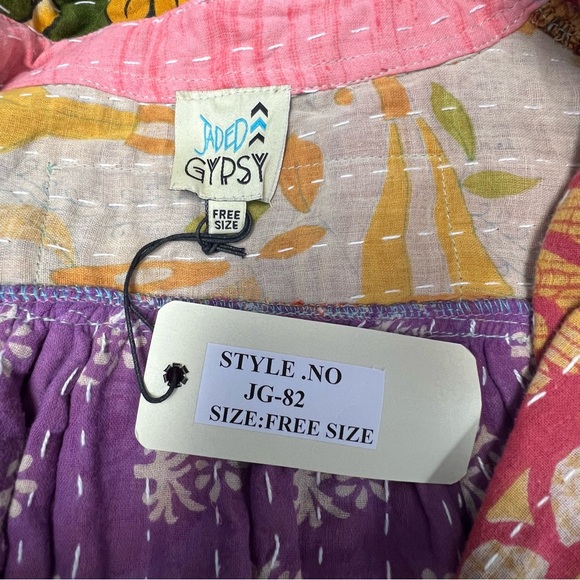 JADED
GYPSY
FREE
SIZE
STYLE .NO
JG-82
SIZE:FREE SIZE